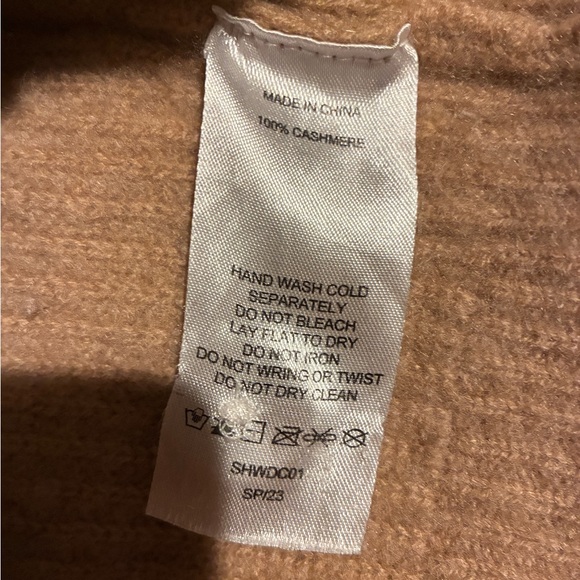 MADE IN CHINA
100% CASHMERE
HAND WASH COLD
SEPARATELY
DO NOT BLEACH
LAY FLAT TO DRY
DO NOT IRON
DO NOT WRING OR TWIST
DO NOT DRY CLEAN
SHWDC01
SP/23